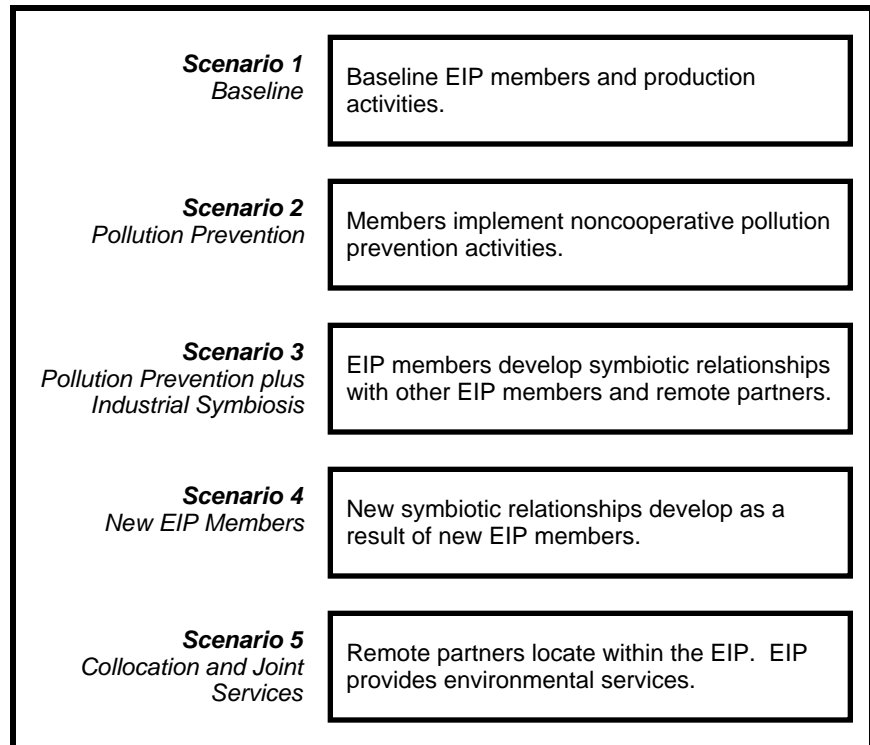 Scenario 1
Baseline
Baseline EIP members and production
activities.
Scenario 2
Pollution Prevention
Members implement noncooperative pollution
prevention activities.
Scenario 3
Pollution Prevention plus
Industrial Symbiosis
EIP members develop symbiotic relationships
with other EIP members and remote partners.
Scenario 4
New EIP Members
New symbiotic relationships develop as a
result of new EIP members.
Scenario 5
Collocation and Joint
Services
Remote partners locate within the EIP.  EIP
provides environmental services.